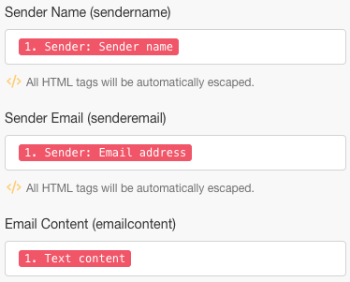 Sender Name (sendername)
1. Sender: Sender name
</> All HTML tags will be automatically escaped.
Sender Email (senderemail)
1. Sender: Email address
</> All HTML tags will be automatically escaped.
Email Content (emailcontent)
1. Text content